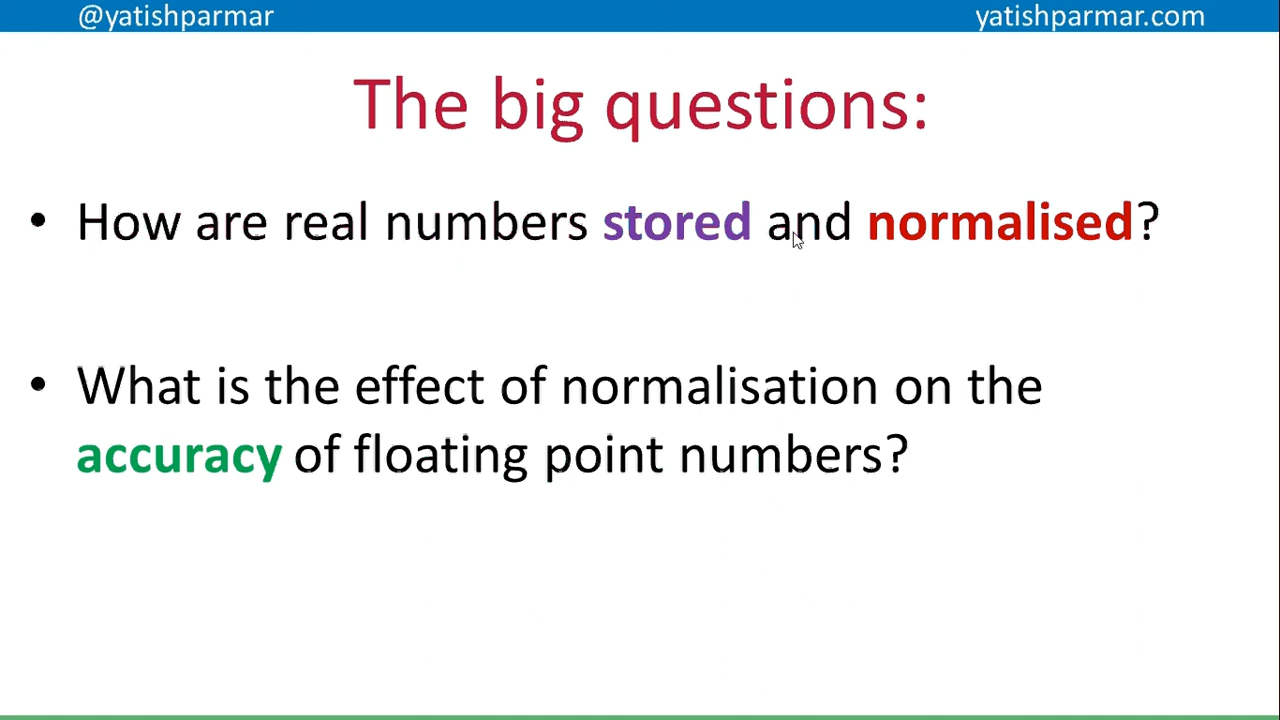 @yatishparmar
yatishparmar.com
The big questions:
• How are real numbers stored and normalised?
• What is the effect of normalisation on the
accuracy of floating point numbers?